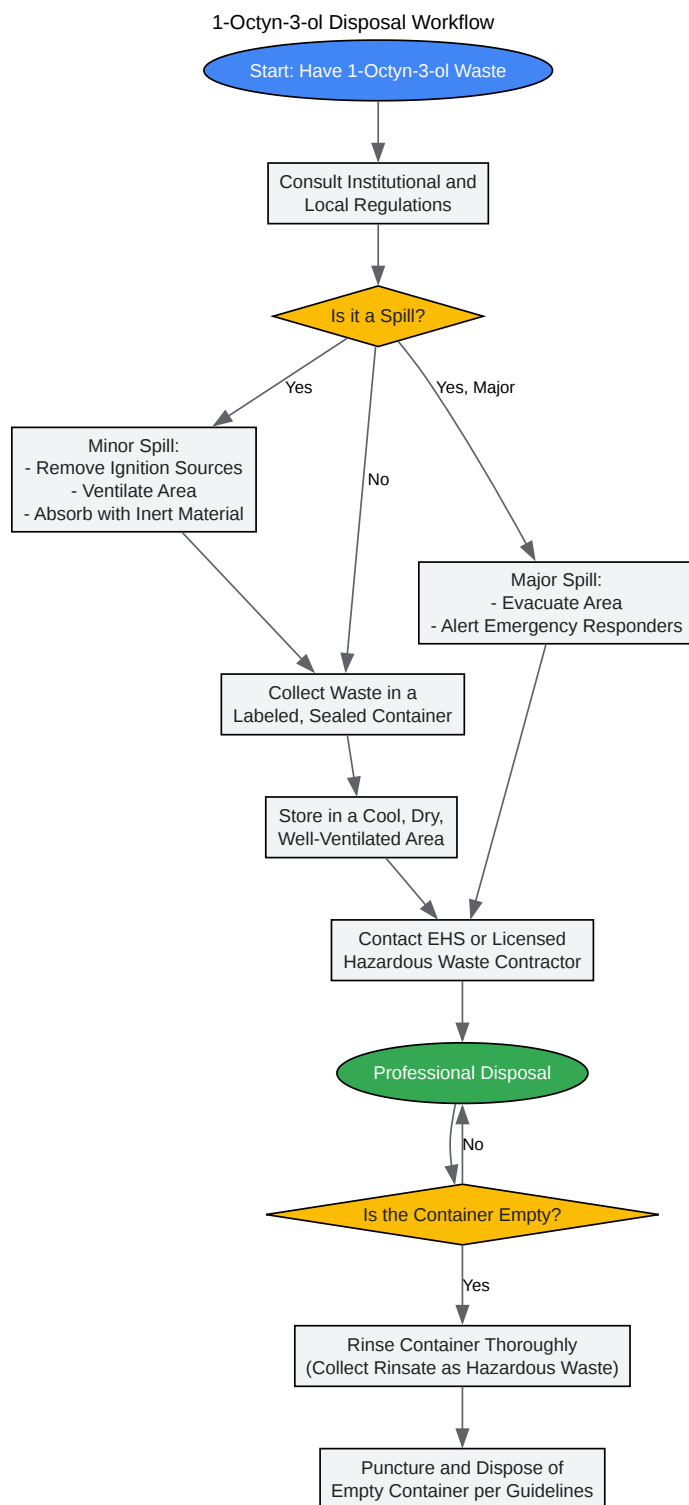 1-Octyn-3-ol Disposal Workflow
Start: Have 1-Octyn-3-ol Waste
Consult Institutional and
Local Regulations
Is it a Spill?
Yes
Yes, Major
No
Minor Spill:
- Remove Ignition Sources
- Ventilate Area
- Absorb with Inert Material
Major Spill:
- Evacuate Area
- Alert Emergency Responders
Collect Waste in a
Labeled, Sealed Container
Store in a Cool, Dry,
Well-Ventilated Area
Contact EHS or Licensed
Hazardous Waste Contractor
Professional Disposal
No
Is the Container Empty?
Yes
Rinse Container Thoroughly
(Collect Rinsate as Hazardous Waste)
Puncture and Dispose of
Empty Container per Guidelines